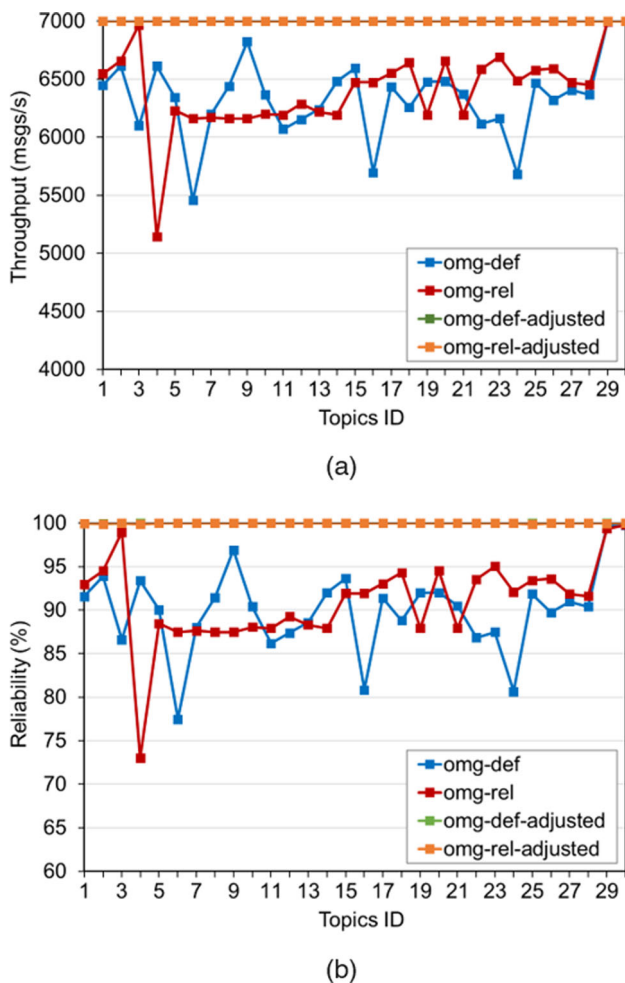 7000
6500
6000
5500
5000
4500
4000
Throughput (msgs/s)
omg-def
omg-rel
omg-def-adjusted
omg-rel-adjusted
1 3 5 7 9 11 13 15 17 19 21 23 25 27 29
Topics ID
(a)
100
95
90
85
80
75
70
65
60
Reliability (%)
omg-def
omg-rel
omg-def-adjusted
omg-rel-adjusted
1 3 5 7 9 11 13 15 17 19 21 23 25 27 29
Topics ID
(b)